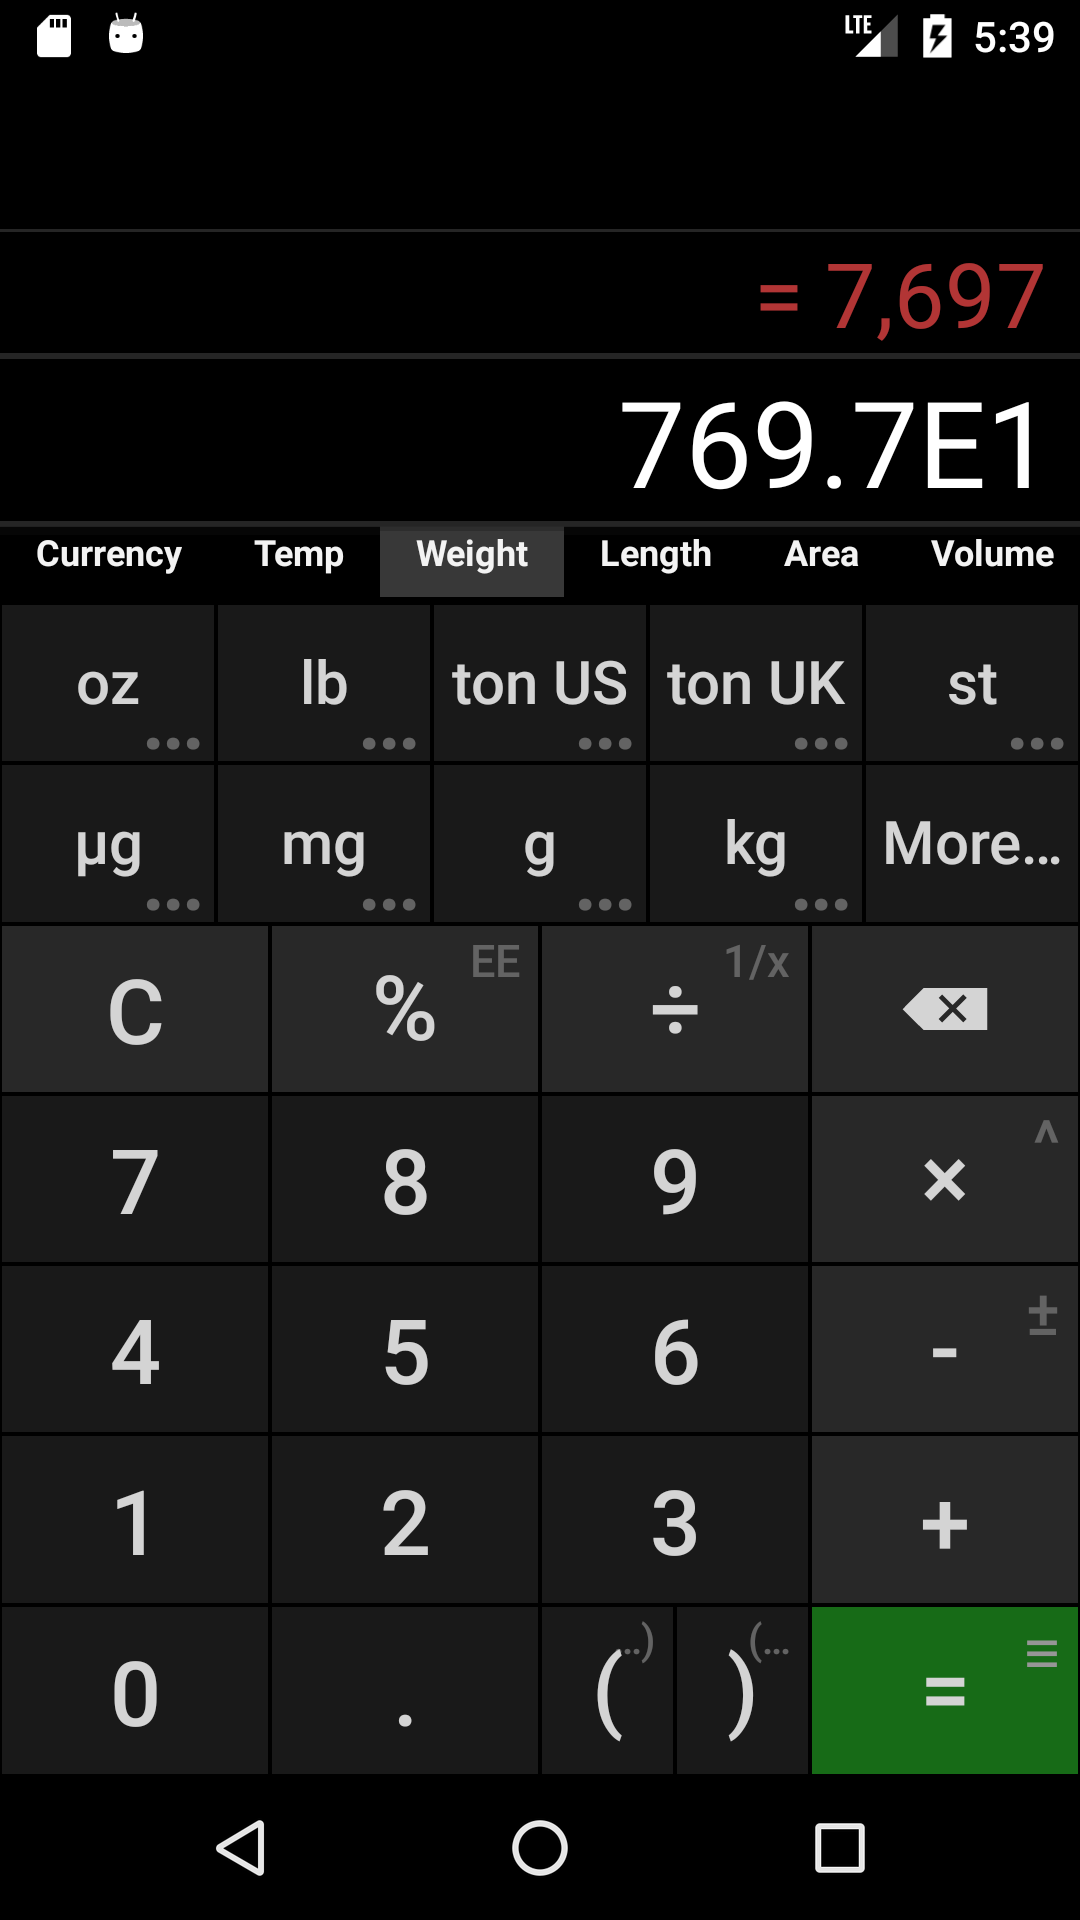 LTE 5:39
= 7,697
769.7E1
Currency Temp Weight Length Area Volume
oz lb ton US ton UK st
µg mg g kg More...
C % EE ÷ 1/x
7 8 9 × ^
4 5 6 - ±
1 2 3 +
0 . ( ..) ) (... =